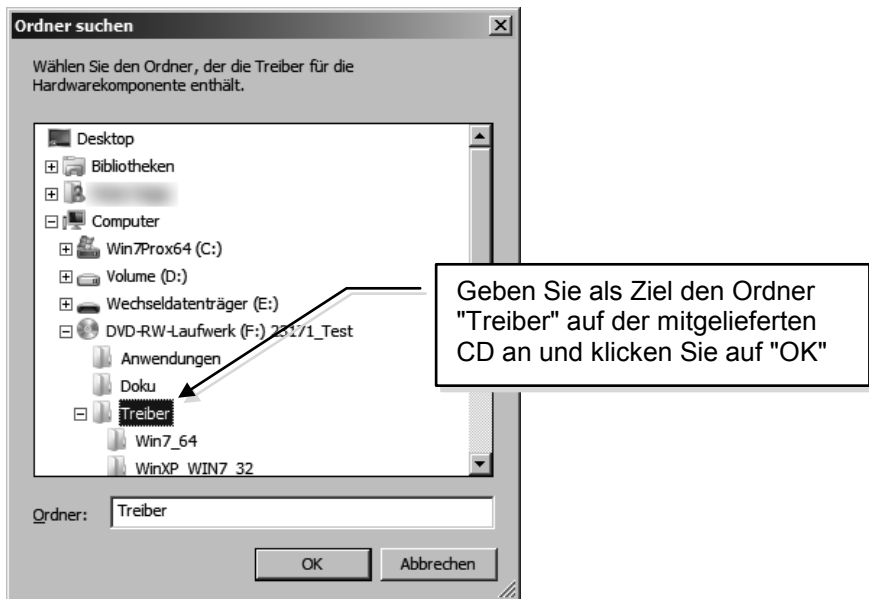 Ordner suchen
Wählen Sie den Ordner, der die Treiber für die
Hardwarekomponente enthält.
Desktop
Bibliotheken
Computer
Win7Prox64 (C:)
Volume (D:)
Wechseldatenträger (E:)
DVD-RW-Laufwerk (F:) 23171_Test
Anwendungen
Doku
Treiber
Win7_64
WinXP_WIN7_32
Geben Sie als Ziel den Ordner
"Treiber" auf der mitgelieferten
CD an und klicken Sie auf "OK"
Ordner: Treiber
OK Abbrechen